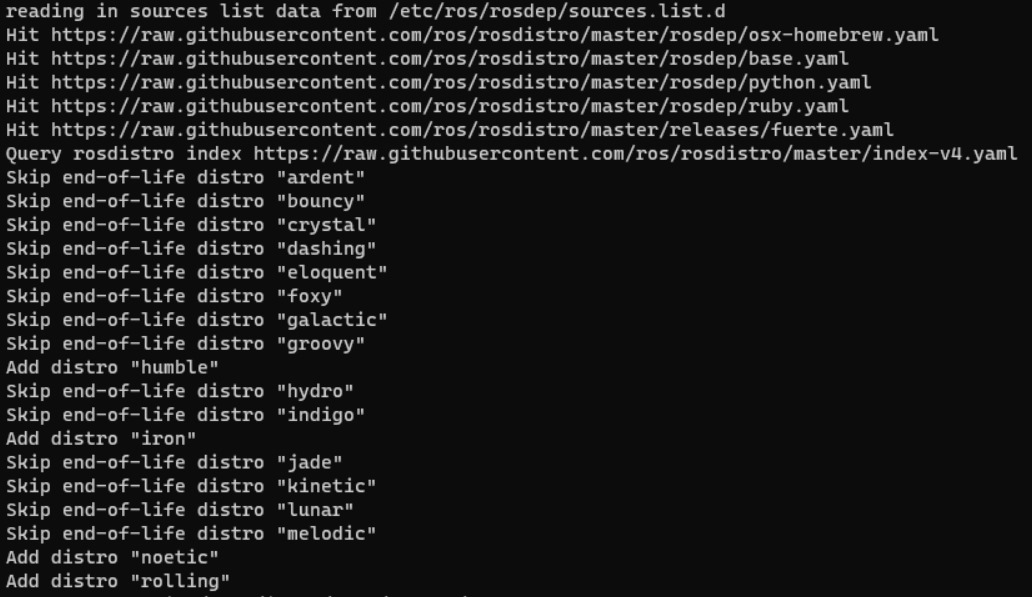 reading in sources list data from /etc/ros/rosdep/sources.list.d
Hit https://raw.githubusercontent.com/ros/rosdistro/master/rosdep/osx-homebrew.yaml
Hit https://raw.githubusercontent.com/ros/rosdistro/master/rosdep/base.yaml
Hit https://raw.githubusercontent.com/ros/rosdistro/master/rosdep/python.yaml
Hit https://raw.githubusercontent.com/ros/rosdistro/master/rosdep/ruby.yaml
Hit https://raw.githubusercontent.com/ros/rosdistro/master/releases/fuerte.yaml
Query rosdistro index https://raw.githubusercontent.com/ros/rosdistro/master/index-v4.yaml
Skip end-of-life distro "ardent"
Skip end-of-life distro "bouncy"
Skip end-of-life distro "crystal"
Skip end-of-life distro "dashing"
Skip end-of-life distro "eloquent"
Skip end-of-life distro "foxy"
Skip end-of-life distro "galactic"
Skip end-of-life distro "groovy"
Add distro "humble"
Skip end-of-life distro "hydro"
Skip end-of-life distro "indigo"
Add distro "iron"
Skip end-of-life distro "jade"
Skip end-of-life distro "kinetic"
Skip end-of-life distro "lunar"
Skip end-of-life distro "melodic"
Add distro "noetic"
Add distro "rolling"